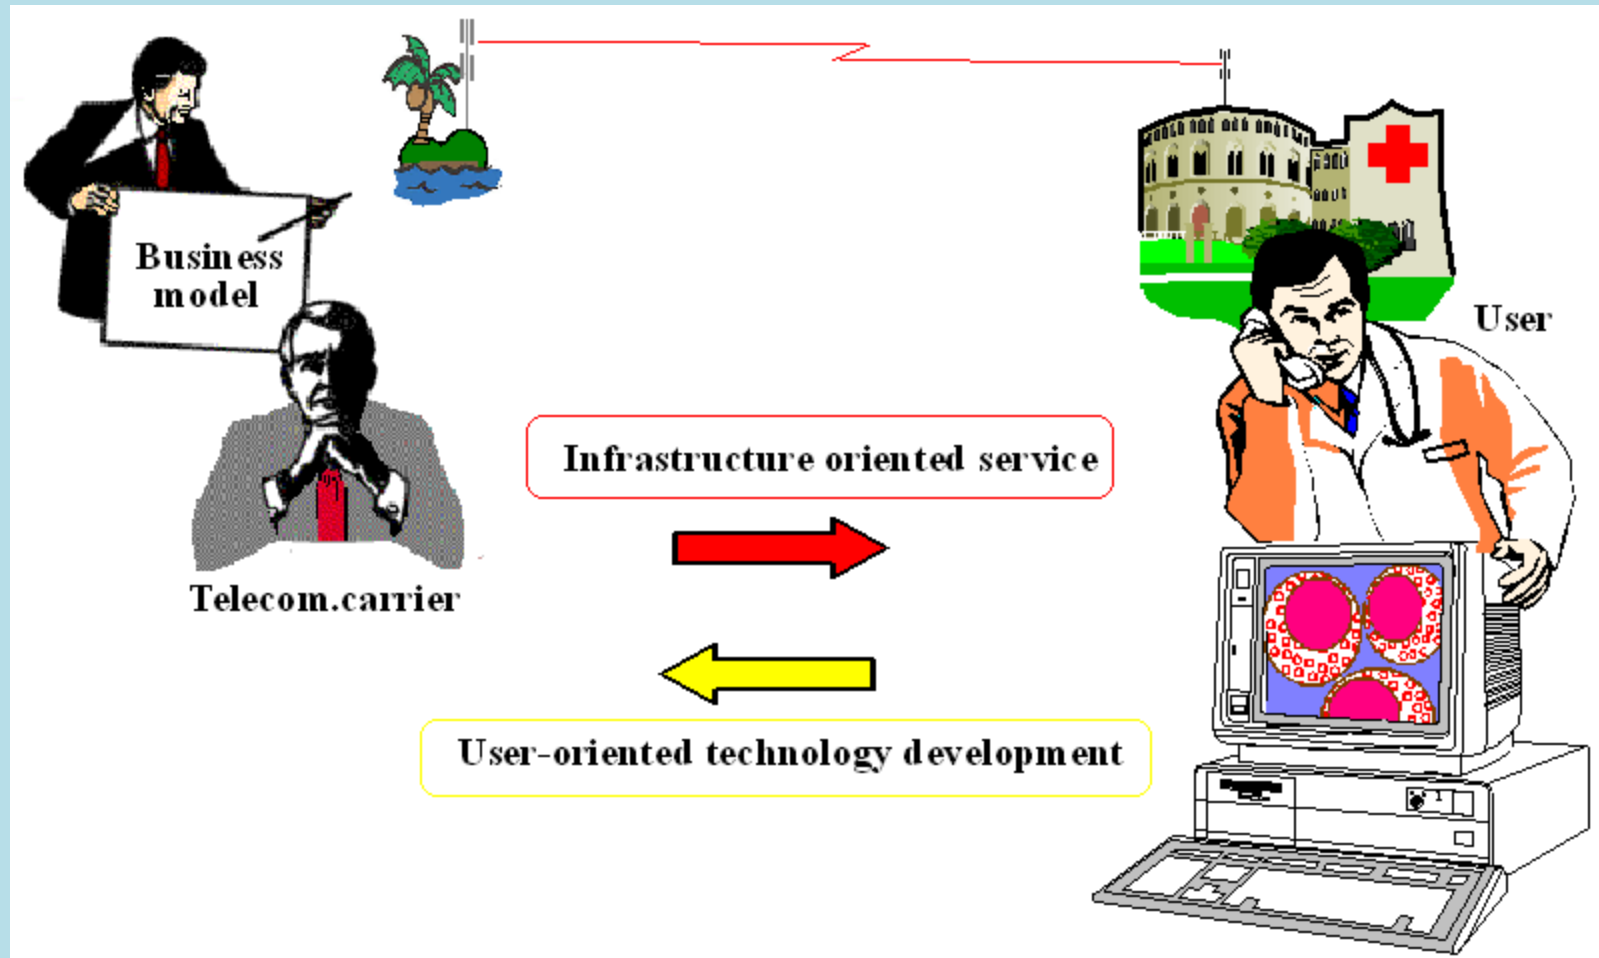 Business
model
User
Infrastructure oriented service
Telecom.carrier
User-oriented technology development